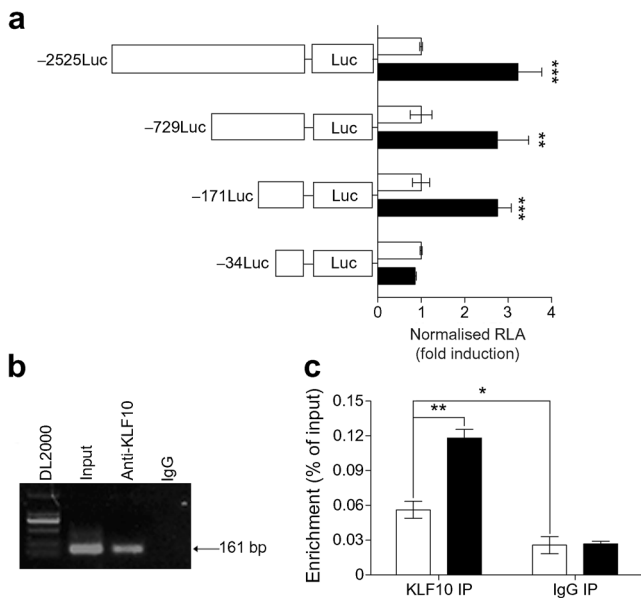 a
−2525Luc
Luc
***
−729Luc
Luc
**
−171Luc
Luc
***
−34Luc
Luc
0 1 2 3 4
Normalised RLA
(fold induction)
b
DL2000
Input
Anti-KLF10
IgG
161 bp
c
Enrichment (% of input)
0.15
0.12
0.09
0.06
0.03
0
**
*
KLF10 IP
IgG IP